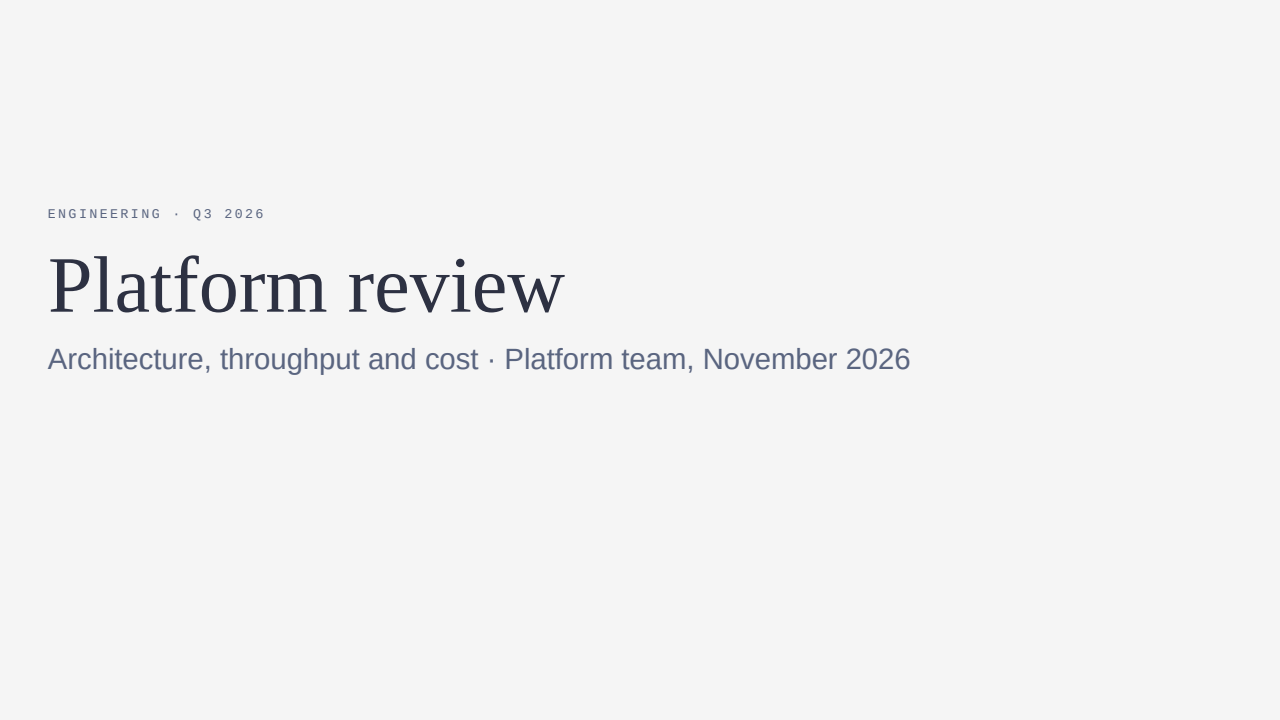 ENGINEERING · Q3 2026
Platform review
Architecture, throughput and cost · Platform team, November 2026